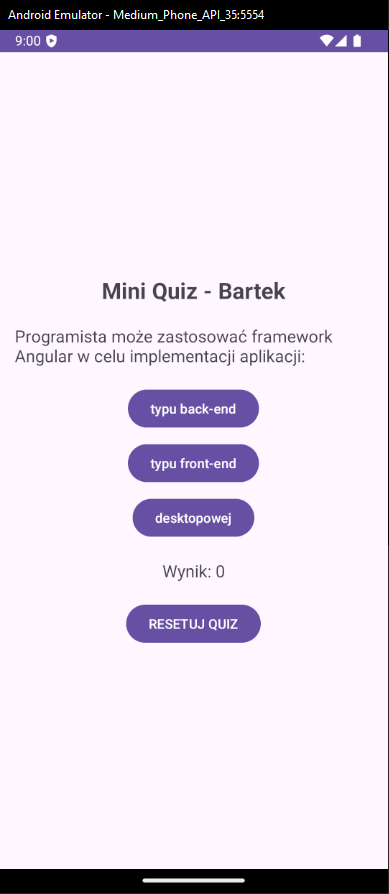 Android Emulator - Medium_Phone_API_35:5554
9:00
Mini Quiz - Bartek
Programista może zastosować framework
Angular w celu implementacji aplikacji:
typu back-end
typu front-end
desktopowej
Wynik: 0
RESETUJ QUIZ